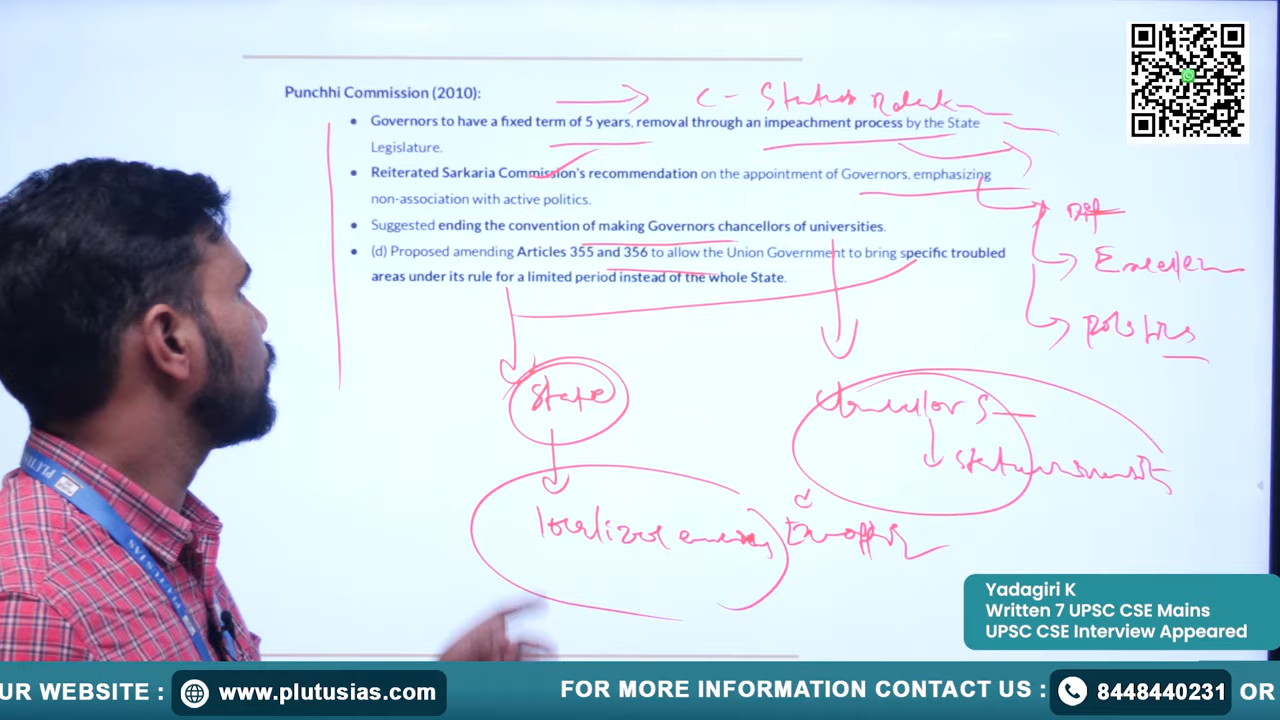 Punchhi Commission (2010):
C - States Relation
• Governors to have a fixed term of 5 years, removal through an impeachment process by the State
Legislature.
• Reiterated Sarkaria Commission's recommendation on the appointment of Governors, emphasizing
non-association with active politics.
• Suggested ending the convention of making Governors chancellors of universities.
• (d) Proposed amending Articles 355 and 356 to allow the Union Government to bring specific troubled
areas under its rule for a limited period instead of the whole State.
politics
State
localized
PLUTUSIAS
Yadagiri K
Written 7 UPSC CSE Mains
UPSC CSE Interview Appeared
UR WEBSITE : www.plutusias.com FOR MORE INFORMATION CONTACT US : 8448440231 OR